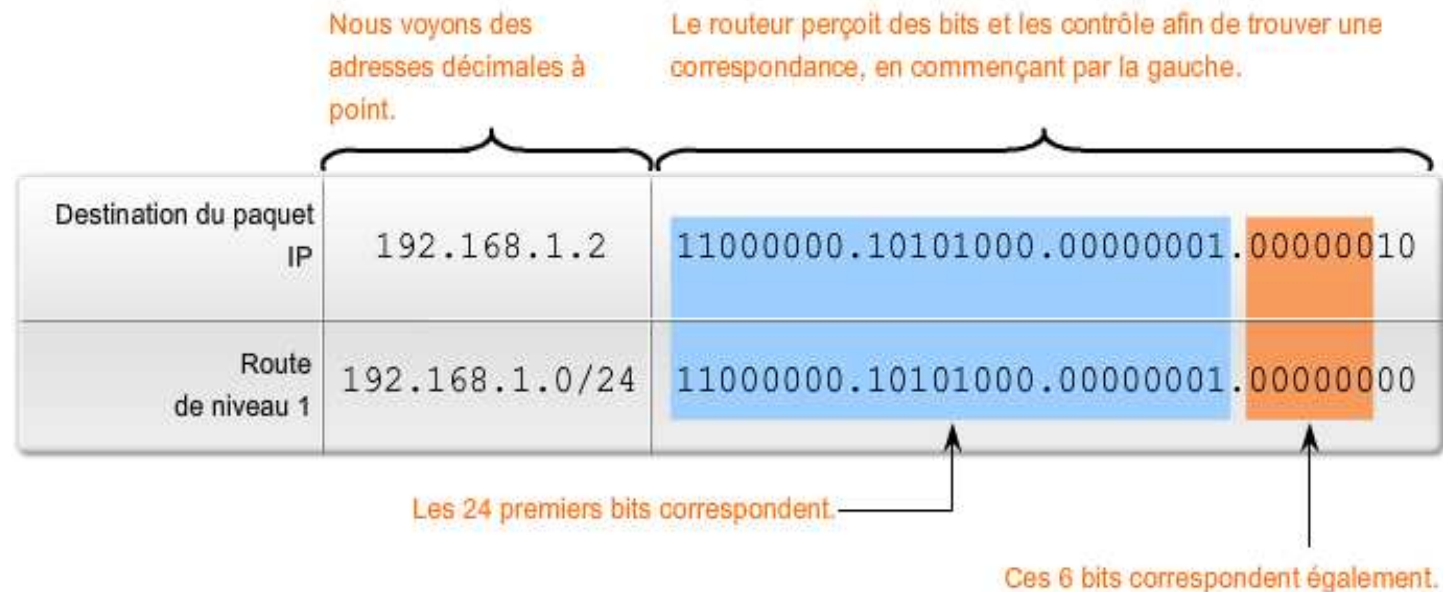 Nous voyons des
adresses décimales à
point.
Le routeur perçoit des bits et les contrôle afin de trouver une
correspondance, en commençant par la gauche.
Destination du paquet
IP
192.168.1.2
11000000.10101000.00000001.00000010
Route
de niveau 1
192.168.1.0/24
11000000.10101000.00000001.00000000
Les 24 premiers bits correspondent.
Ces 6 bits correspondent également.